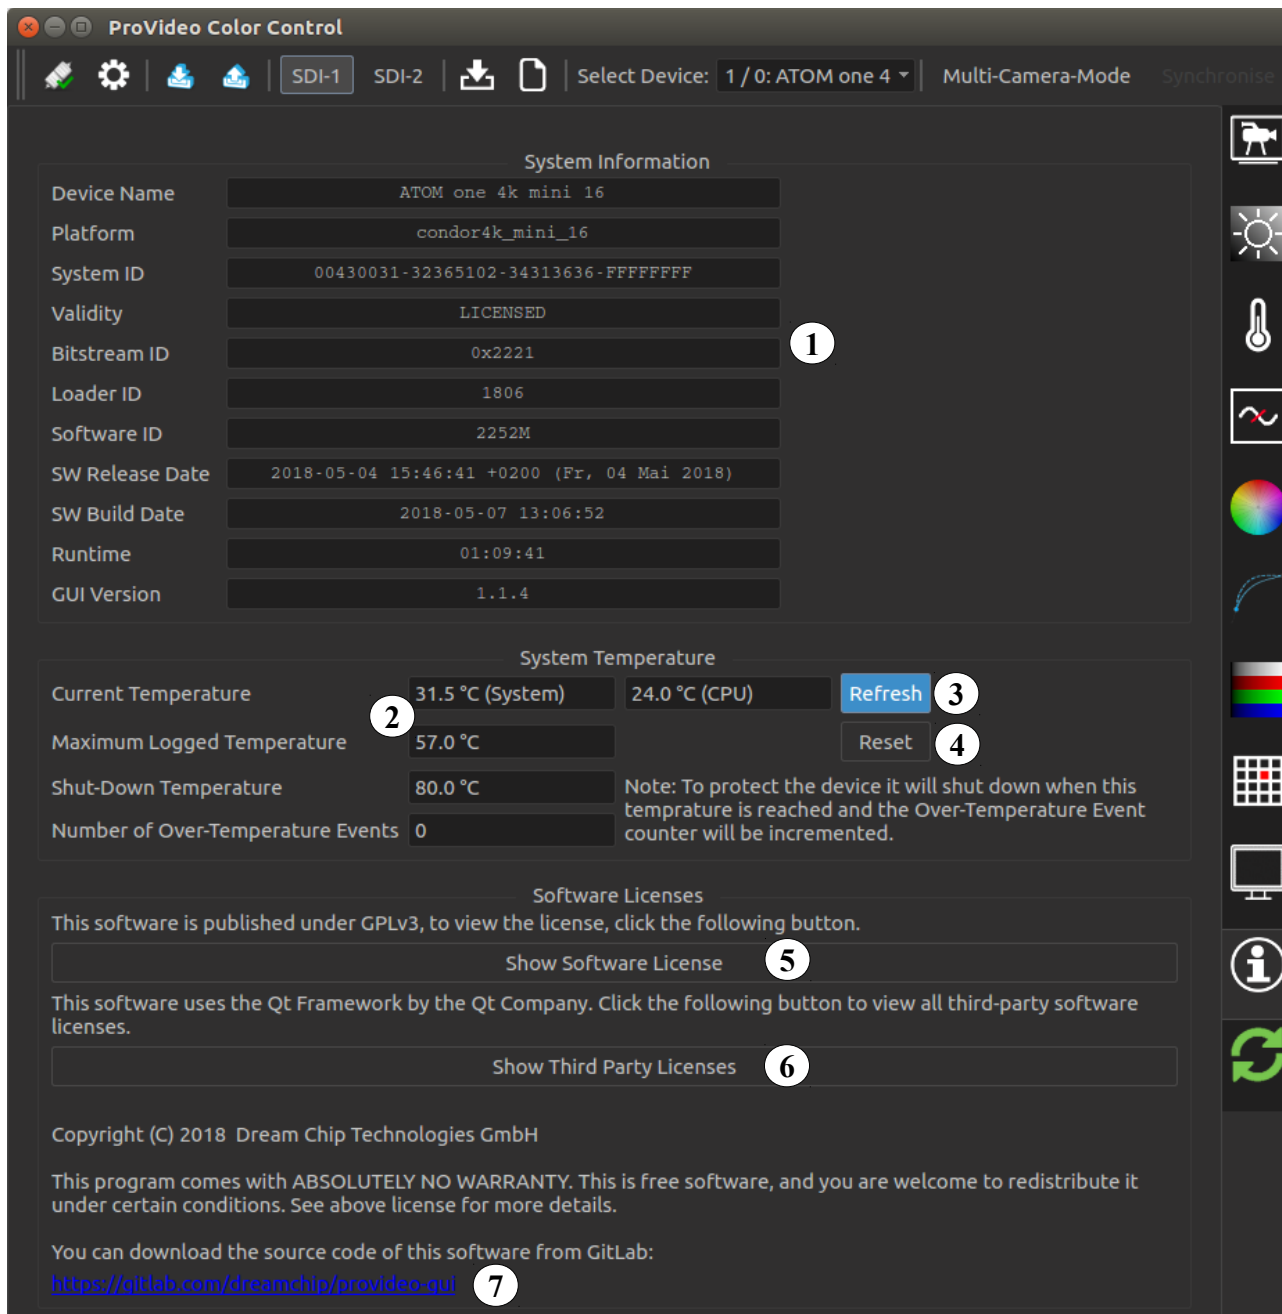 ProVideo Color Control
SDI-1 SDI-2 Select Device: 1 / 0: ATOM one 4 Multi-Camera-Mode Synchronise
System Information
Device Name ATOM one 4k mini 16
Platform condor4k_mini_16
System ID 00430031-32365102-34313636-FFFFFFFF
Validity LICENSED
1
Bitstream ID 0x2221
Loader ID 1806
Software ID 2252M
SW Release Date 2018-05-04 15:46:41 +0200 (Fr, 04 Mai 2018)
SW Build Date 2018-05-07 13:06:52
Runtime 01:09:41
GUI Version 1.1.4
System Temperature
Current Temperature 31.5 °C (System) 24.0 °C (CPU) Refresh 3
2
Maximum Logged Temperature 57.0 °C Reset 4
Shut-Down Temperature 80.0 °C
Number of Over-Temperature Events 0
Note: To protect the device it will shut down when this
temprature is reached and the Over-Temperature Event
counter will be incremented.
Software Licenses
This software is published under GPLv3, to view the license, click the following button.
Show Software License 5
This software uses the Qt Framework by the Qt Company. Click the following button to view all third-party software
licenses.
Show Third Party Licenses 6
Copyright (C) 2018 Dream Chip Technologies GmbH
This program comes with ABSOLUTELY NO WARRANTY. This is free software, and you are welcome to redistribute it
under certain conditions. See above license for more details.
You can download the source code of this software from GitLab:
https://gitlab.com/dreamchip/provideo-gui 7